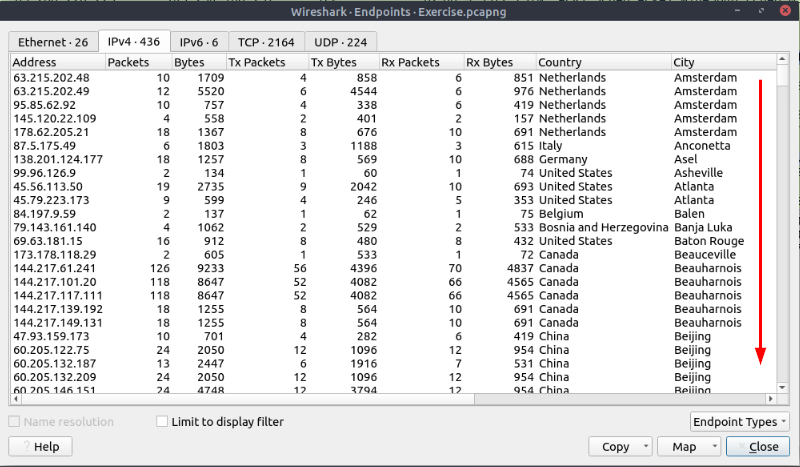 Wireshark · Endpoints · Exercise.pcapng
Ethernet · 26 IPv4 · 436 IPv6 · 6 TCP · 2164 UDP · 224
Address Packets Bytes Tx Packets Tx Bytes Rx Packets Rx Bytes Country City
63.215.202.48 10 1709 4 858 6 851 Netherlands Amsterdam
63.215.202.49 12 5520 6 4544 6 976 Netherlands Amsterdam
95.85.62.92 10 757 4 338 6 419 Netherlands Amsterdam
145.120.22.109 4 558 2 401 2 157 Netherlands Amsterdam
178.62.205.21 18 1367 8 676 10 691 Netherlands Amsterdam
87.5.175.49 6 1803 3 1188 3 615 Italy Anconetta
138.201.124.177 18 1257 8 569 10 688 Germany Asel
99.96.126.9 2 134 1 60 1 74 United States Asheville
45.56.113.50 19 2735 9 2042 10 693 United States Atlanta
45.79.223.173 9 599 4 246 5 353 United States Atlanta
84.197.9.59 2 137 1 62 1 75 Belgium Balen
79.143.161.140 4 1062 2 529 2 533 Bosnia and Herzegovina Banja Luka
69.63.181.15 16 912 8 480 8 432 United States Baton Rouge
173.178.118.29 2 605 1 533 1 72 Canada Beauceville
144.217.61.241 126 9233 56 4396 70 4837 Canada Beauharnois
144.217.101.20 118 8647 52 4082 66 4565 Canada Beauharnois
144.217.117.111 118 8647 52 4082 66 4565 Canada Beauharnois
144.217.139.192 18 1255 8 564 10 691 Canada Beauharnois
144.217.149.131 18 1255 8 564 10 691 Canada Beauharnois
47.93.159.173 10 701 4 282 6 419 China Beijing
60.205.122.75 24 2050 12 1096 12 954 China Beijing
60.205.132.187 13 2447 6 1916 7 531 China Beijing
60.205.132.209 24 2050 12 1096 12 954 China Beijing
60.205.146.151 24 4748 12 3794 12 954 China Beijing
Name resolution Limit to display filter Endpoint Types
Help Copy Map Close